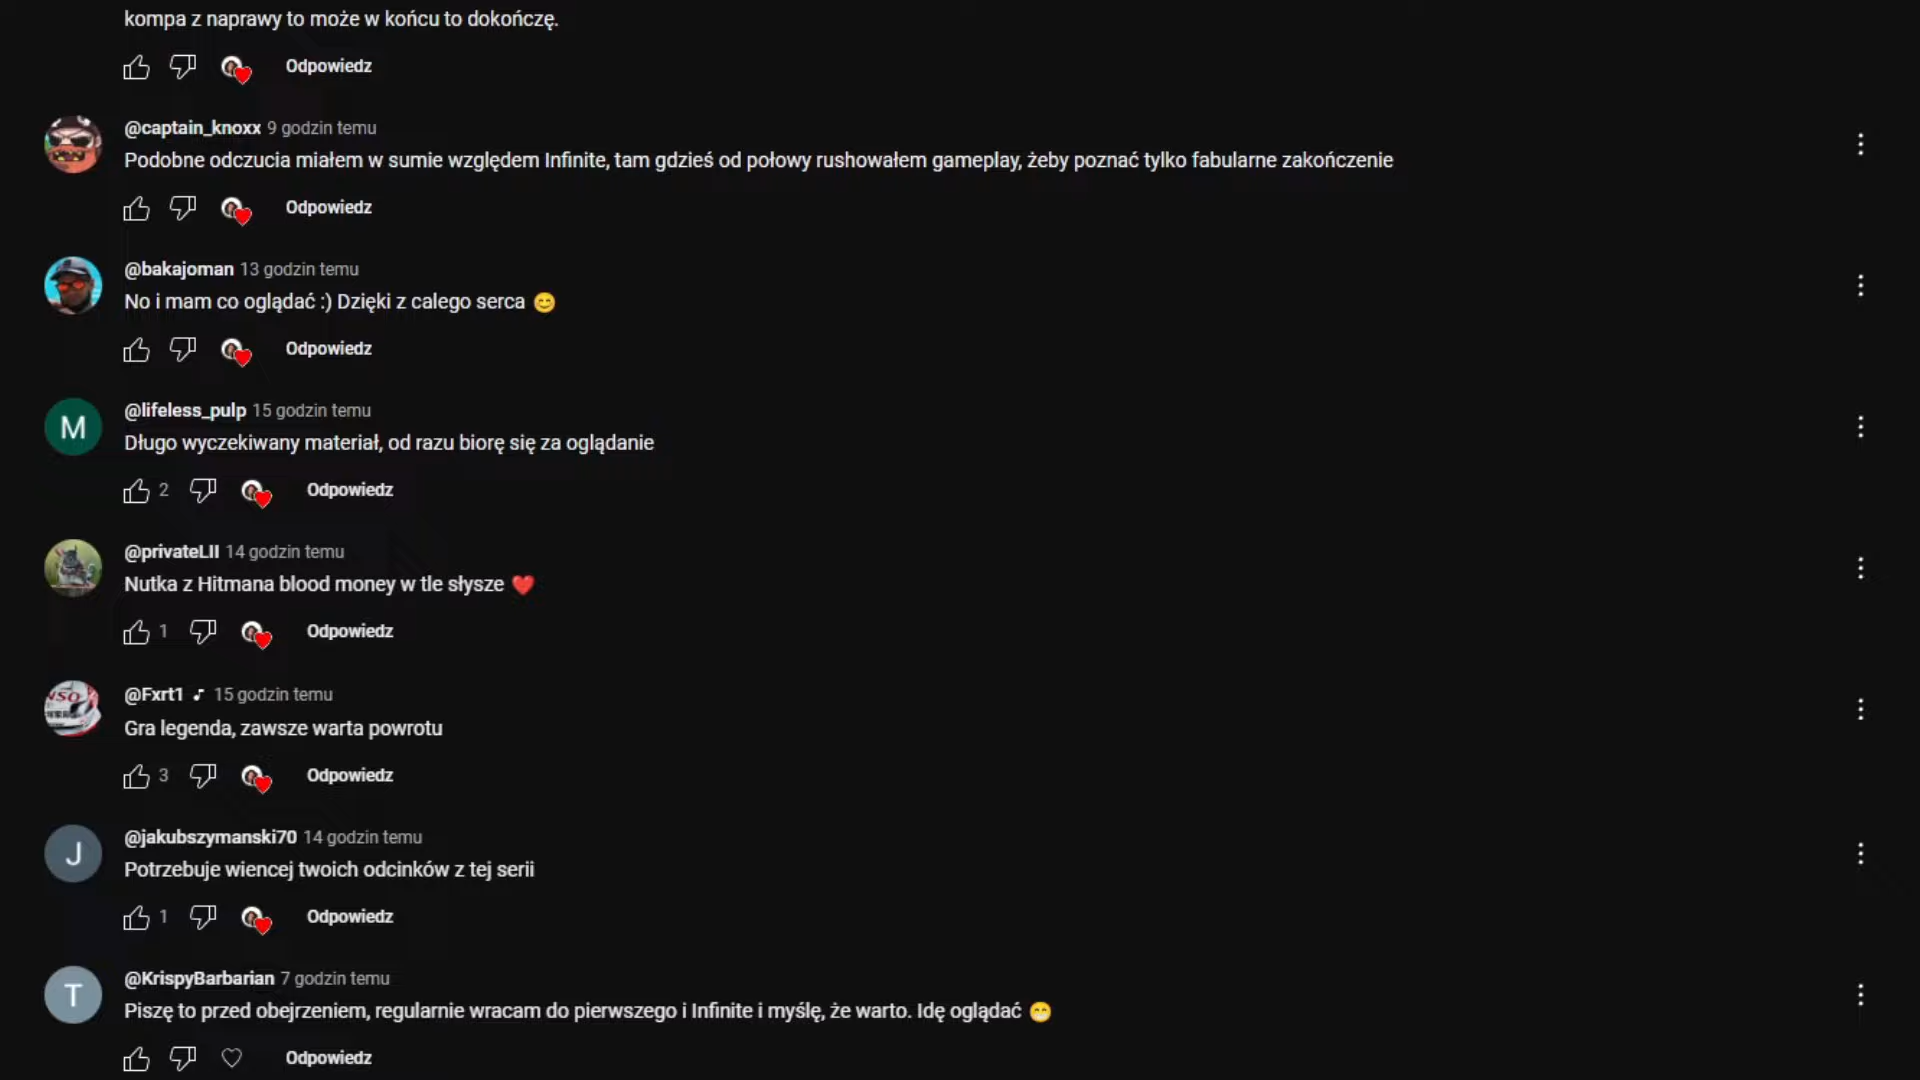 kompa z naprawy to może w końcu to dokończę.
Odpowiedz
@captain_knoxx 9 godzin temu
Podobne odczucia miałem w sumie względem Infinite, tam gdzieś od połowy rushowałem gameplay, żeby poznać tylko fabularne zakończenie
Odpowiedz
@bakajoman 13 godzin temu
No i mam co oglądać :) Dzięki z calego serca 😊
Odpowiedz
M
@lifeless_pulp 15 godzin temu
Długo wyczekiwany materiał, od razu biorę się za oglądanie
2 Odpowiedz
@privateLII 14 godzin temu
Nutka z Hitmana blood money w tle słysze ❤️
1 Odpowiedz
@Fxrt1 15 godzin temu
Gra legenda, zawsze warta powrotu
3 Odpowiedz
J
@jakubszymanski70 14 godzin temu
Potrzebuje wiencej twoich odcinków z tej serii
1 Odpowiedz
T
@KrispyBarbarian 7 godzin temu
Piszę to przed obejrzeniem, regularnie wracam do pierwszego i Infinite i myślę, że warto. Idę oglądać 😁
Odpowiedz